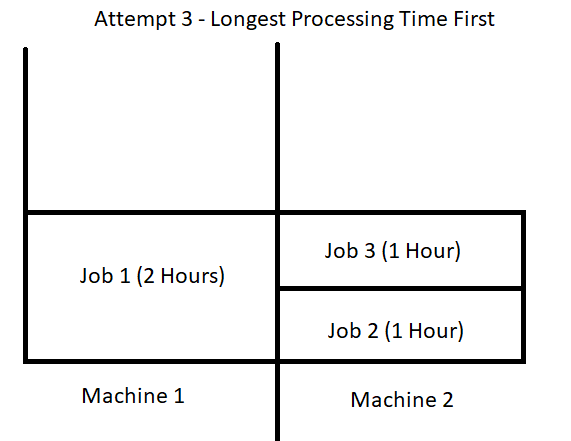 Attempt 3 - Longest Processing Time First
Job 1 (2 Hours)
Job 3 (1 Hour)
Job 2 (1 Hour)
Machine 1
Machine 2